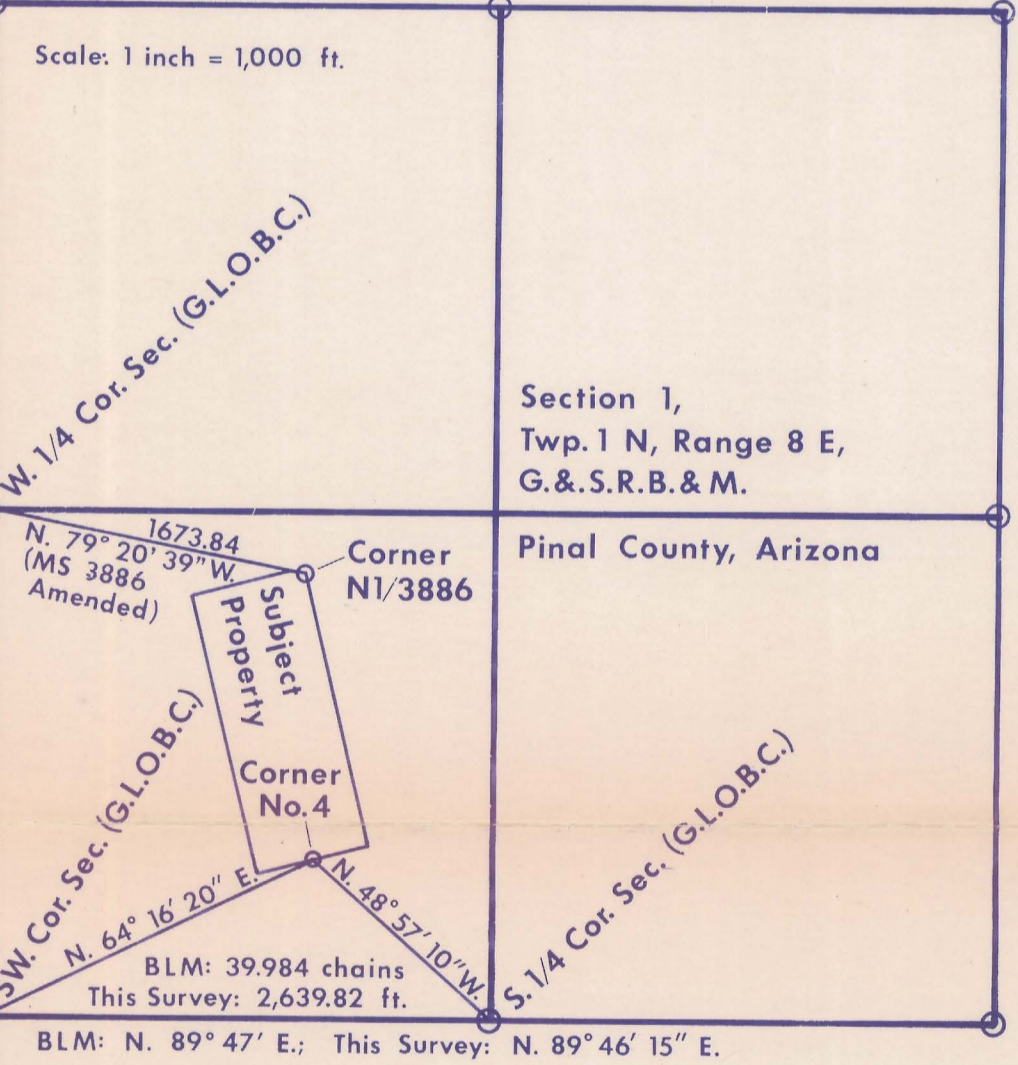 Scale: 1 inch = 1,000 ft.
W. 1/4 Cor. Sec. (G.L.O.B.C.)
Section 1,
Twp. 1 N, Range 8 E,
G.&.S.R.B.& M.
Pinal County, Arizona
1673.84
N. 79° 20' 39" W.
(MS 3886
Amended)
Corner
N1/3886
Subject
Property
Corner
No. 4
SW. Cor. Sec. (G.L.O.B.C.)
N. 64° 16' 20" E.
N. 48° 57' 10" W.
S. 1/4 Cor. Sec. (G.L.O.B.C.)
BLM: 39.984 chains
This Survey: 2,639.82 ft.
BLM: N. 89° 47' E.; This Survey: N. 89° 46' 15" E.